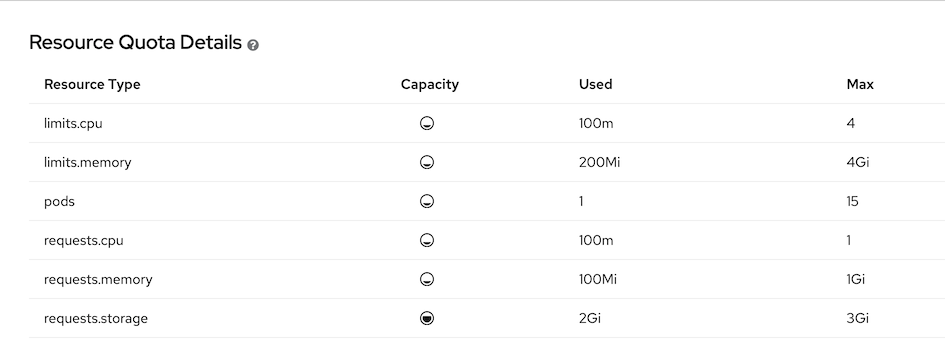 Resource Quota Details ?
Resource Type Capacity Used Max
limits.cpu 100m 4
limits.memory 200Mi 4Gi
pods 1 15
requests.cpu 100m 1
requests.memory 100Mi 1Gi
requests.storage 2Gi 3Gi